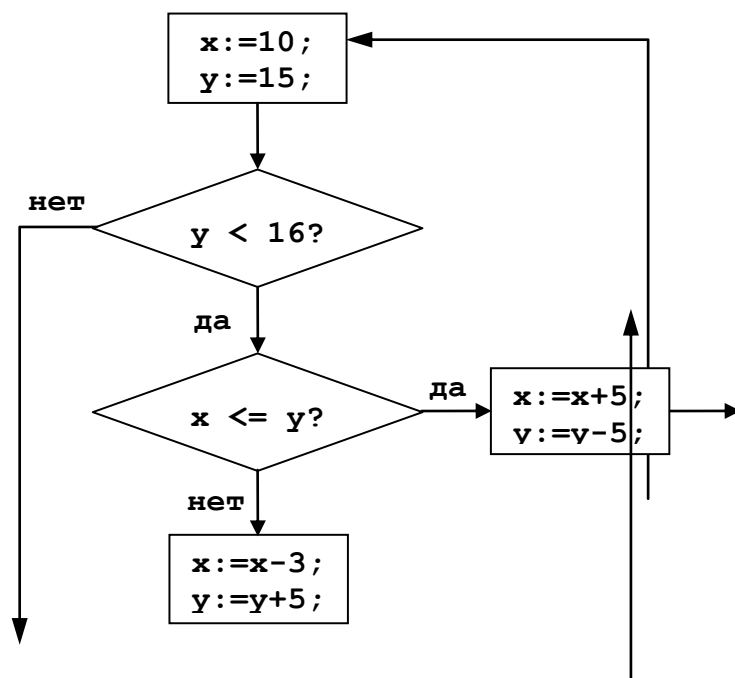 x:=10;
y:=15;
нет
y < 16?
да
x <= y?
да
x:=x+5;
y:=y-5;
нет
x:=x-3;
y:=y+5;